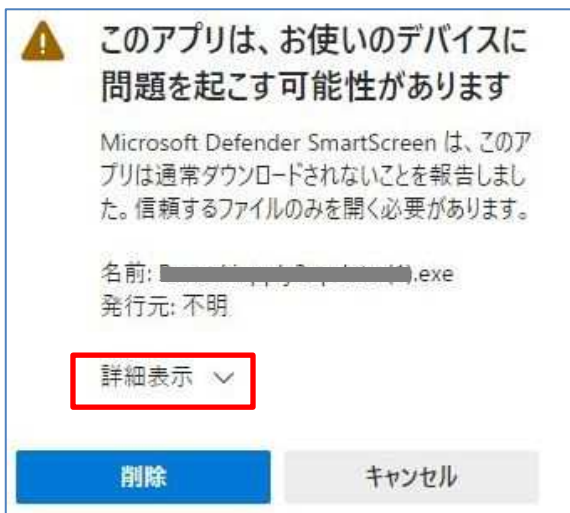 このアプリは、お使いのデバイスに
問題を起こす可能性があります
Microsoft Defender SmartScreen は、このア
プリは通常ダウンロードされないことを報告しまし
た。信頼するファイルのみを開く必要があります。
名前: .exe
発行元: 不明
詳細表示
削除
キャンセル